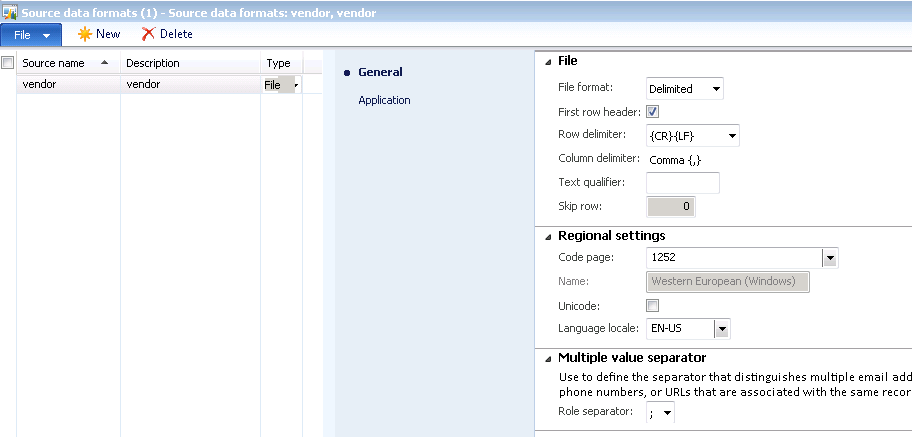 Source data formats (1) - Source data formats: vendor, vendor
File New Delete
Source name Description Type
vendor vendor File
General
Application
File
File format: Delimited
First row header:
Row delimiter: {CR}{LF}
Column delimiter: Comma {,}
Text qualifier:
Skip row: 0
Regional settings
Code page: 1252
Name: Western European (Windows)
Unicode:
Language locale: EN-US
Multiple value separator
Use to define the separator that distinguishes multiple email add
phone numbers, or URLs that are associated with the same recor
Role separator: ;